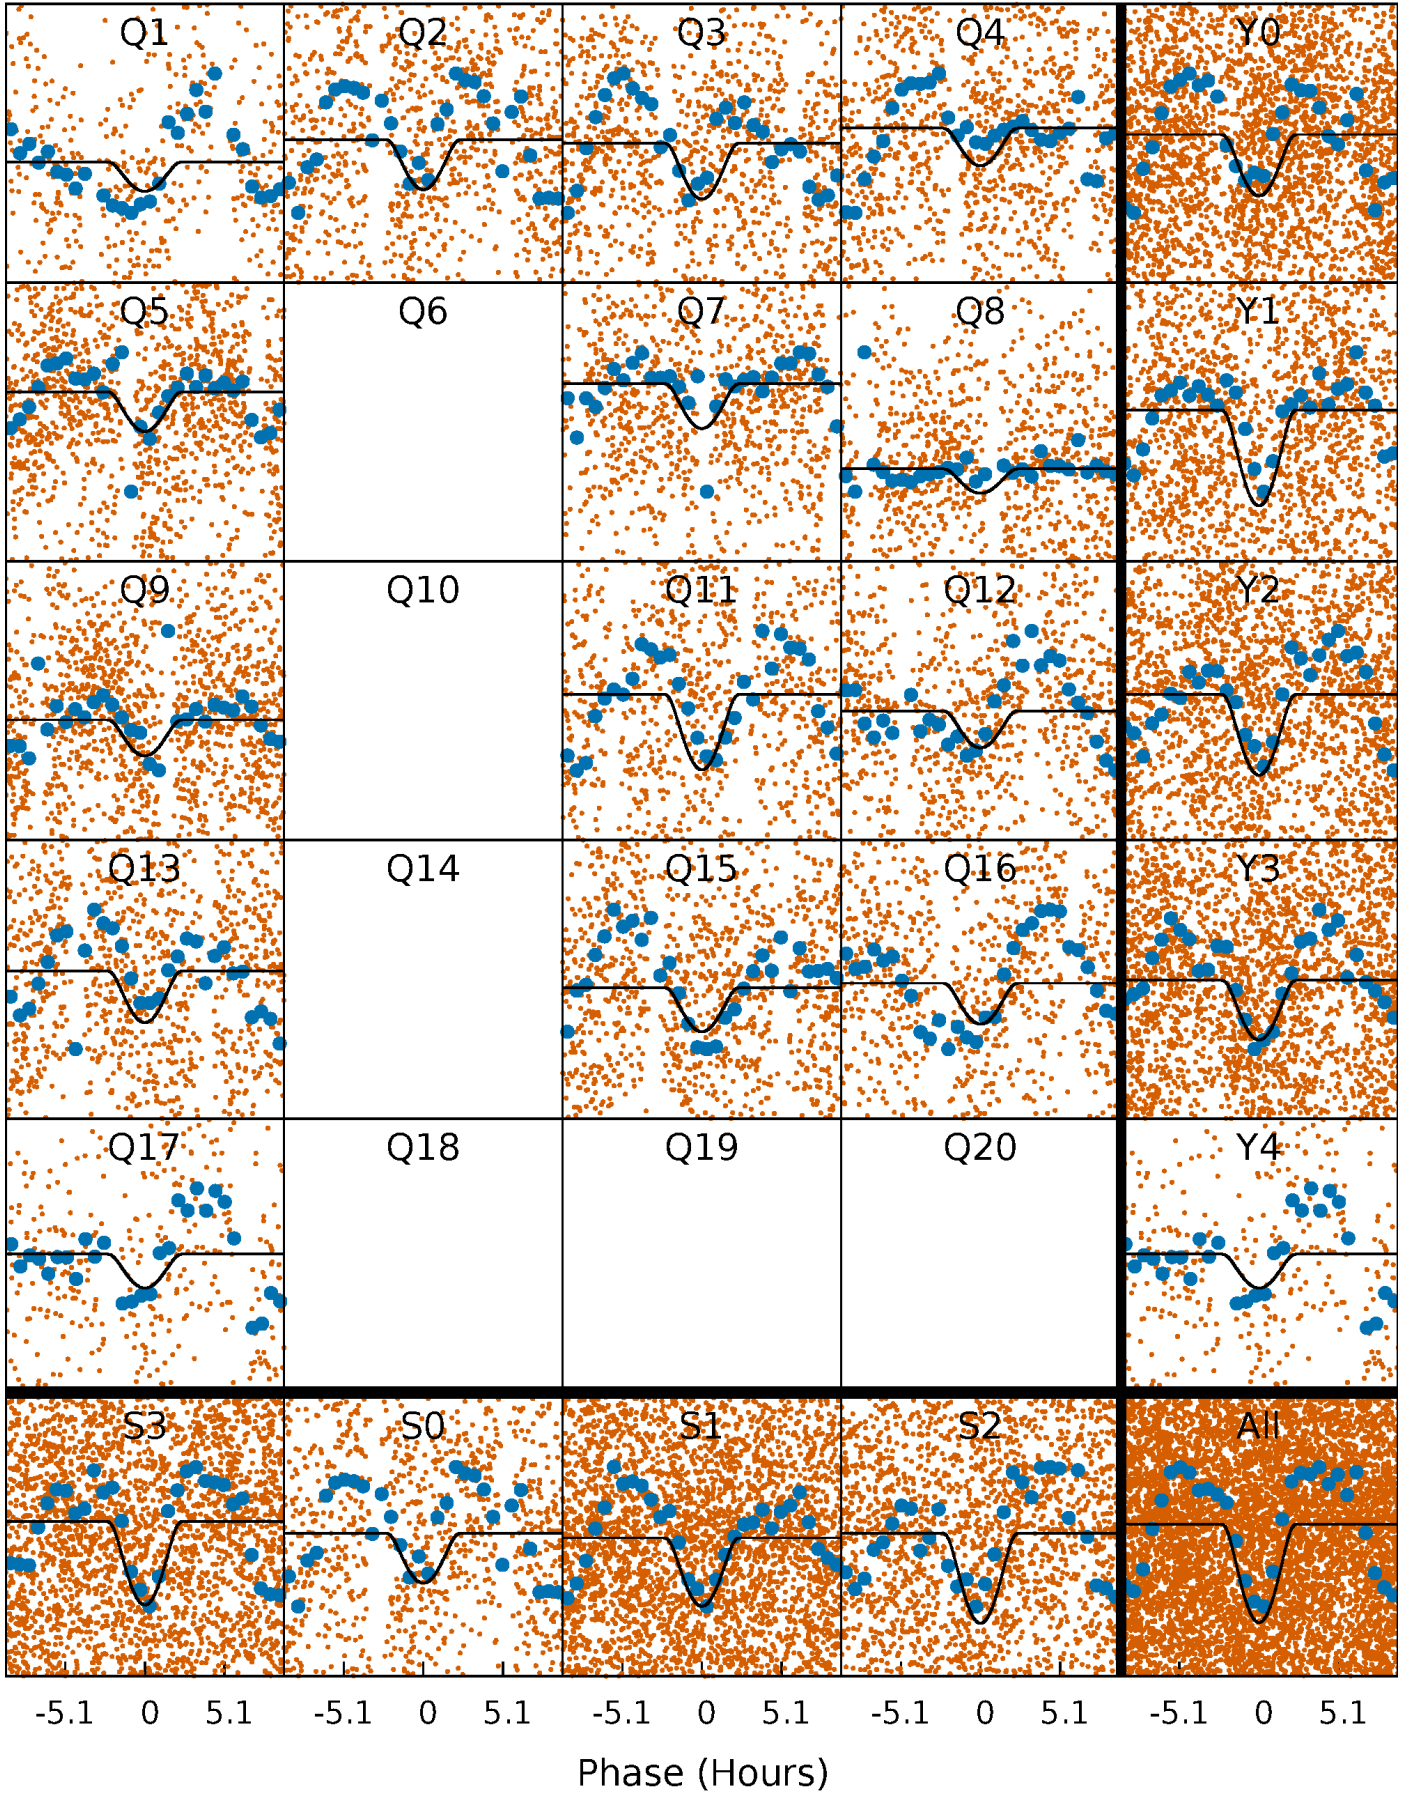 Q1 Q2 Q3 Q4 Y0
Q5 Q6 Q7 Q8 Y1
Q9 Q10 Q11 Q12 Y2
Q13 Q14 Q15 Q16 Y3
Q17 Q18 Q19 Q20 Y4
S3 S0 S1 S2 All
-5.1 0 5.1 -5.1 0 5.1 -5.1 0 5.1 -5.1 0 5.1 -5.1 0 5.1
Phase (Hours)